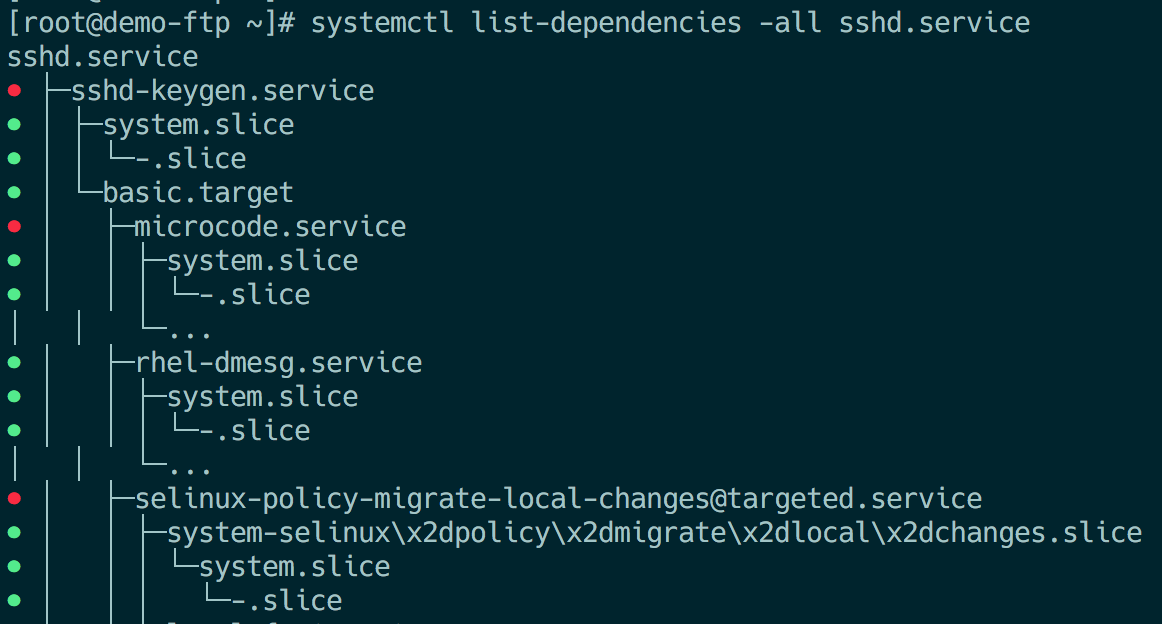 [root@demo-ftp ~]# systemctl list-dependencies -all sshd.service
sshd.service
● ├─sshd-keygen.service
● │ ├─system.slice
● │ │ └─-.slice
● │ └─basic.target
● │   ├─microcode.service
● │   │ ├─system.slice
● │   │ │ └─-.slice
│   │   └─...
● │   ├─rhel-dmesg.service
● │   │ ├─system.slice
● │   │ │ └─-.slice
│   │   └─...
● │   ├─selinux-policy-migrate-local-changes@targeted.service
● │   │ ├─system-selinux\x2dpolicy\x2dmigrate\x2dlocal\x2dchanges.slice
● │   │ │ └─system.slice
● │   │ │   └─-.slice